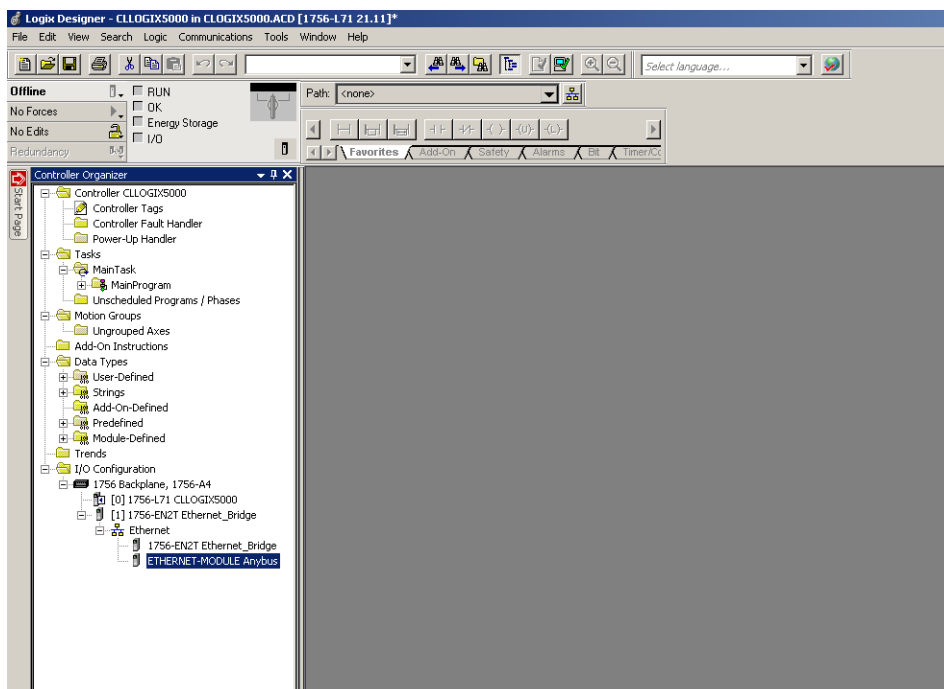 Logix Designer - CLLOGIX5000 in CLOGIX5000.ACD [1756-L71 21.11]*
File Edit View Search Logic Communications Tools Window Help
Select language...
Offline
RUN
No Forces
OK
No Edits
Energy Storage
Redundancy
I/O
Path: <none>
Favorites Add-On Safety Alarms Bit Timer/Co
Start Page
Controller Organizer
Controller CLLOGIX5000
Controller Tags
Controller Fault Handler
Power-Up Handler
Tasks
MainTask
MainProgram
Unscheduled Programs / Phases
Motion Groups
Ungrouped Axes
Add-On Instructions
Data Types
User-Defined
Strings
Add-On-Defined
Predefined
Module-Defined
Trends
I/O Configuration
1756 Backplane, 1756-A4
[0] 1756-L71 CLLOGIX5000
[1] 1756-EN2T Ethernet_Bridge
Ethernet
1756-EN2T Ethernet_Bridge
ETHERNET-MODULE Anybus